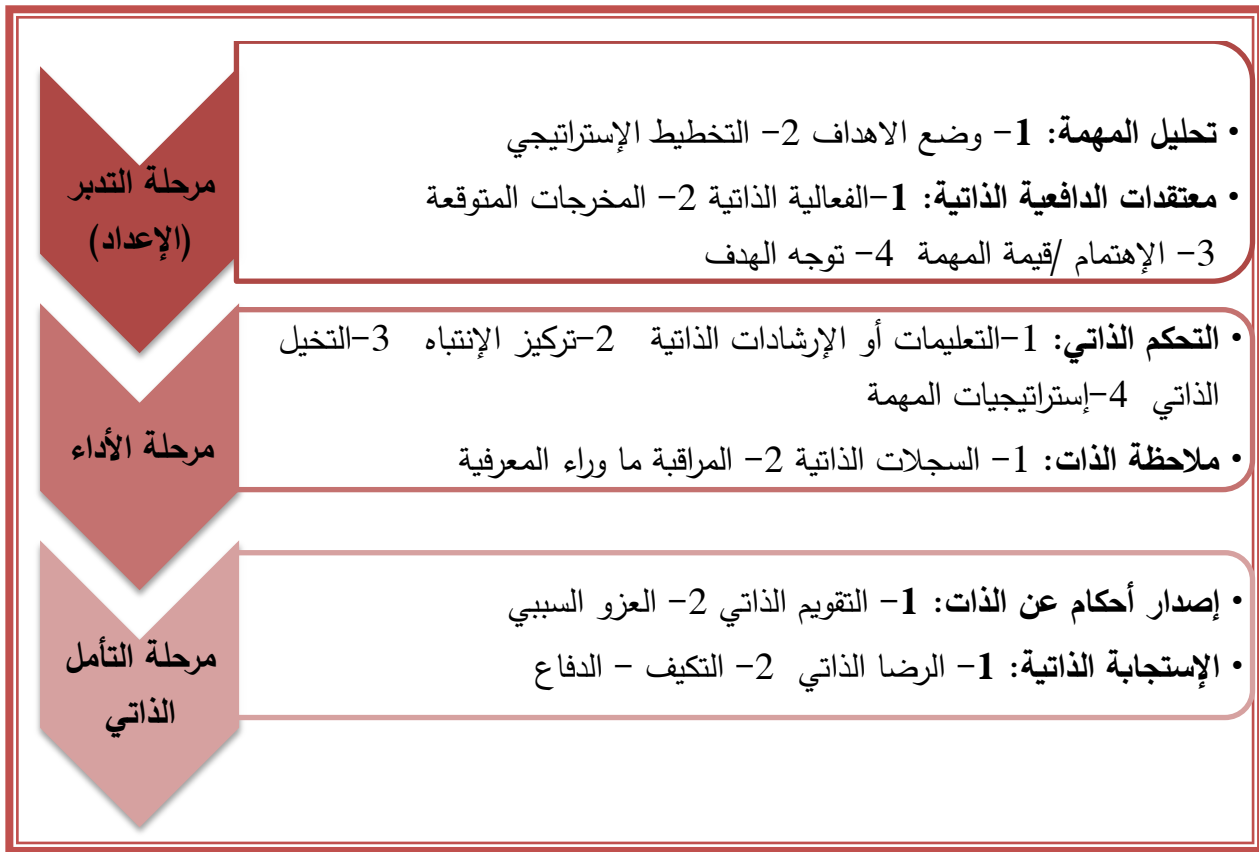 مرحلة التدبر
(الإعداد)
• تحليل المهمة: 1- وضع الاهداف 2- التخطيط الإستراتيجي
• معتقدات الدافعية الذاتية: 1-الفعالية الذاتية 2- المخرجات المتوقعة
3- الإهتمام /قيمة المهمة 4- توجه الهدف
مرحلة الأداء
• التحكم الذاتي: 1-التعليمات أو الإرشادات الذاتية 2-تركيز الإنتباه 3-التخيل
الذاتي 4-إستراتيجيات المهمة
• ملاحظة الذات: 1- السجلات الذاتية 2- المراقبة ما وراء المعرفية
مرحلة التأمل
الذاتي
• إصدار أحكام عن الذات: 1- التقويم الذاتي 2- العزو السببي
• الإستجابة الذاتية: 1- الرضا الذاتي 2- التكيف - الدفاع